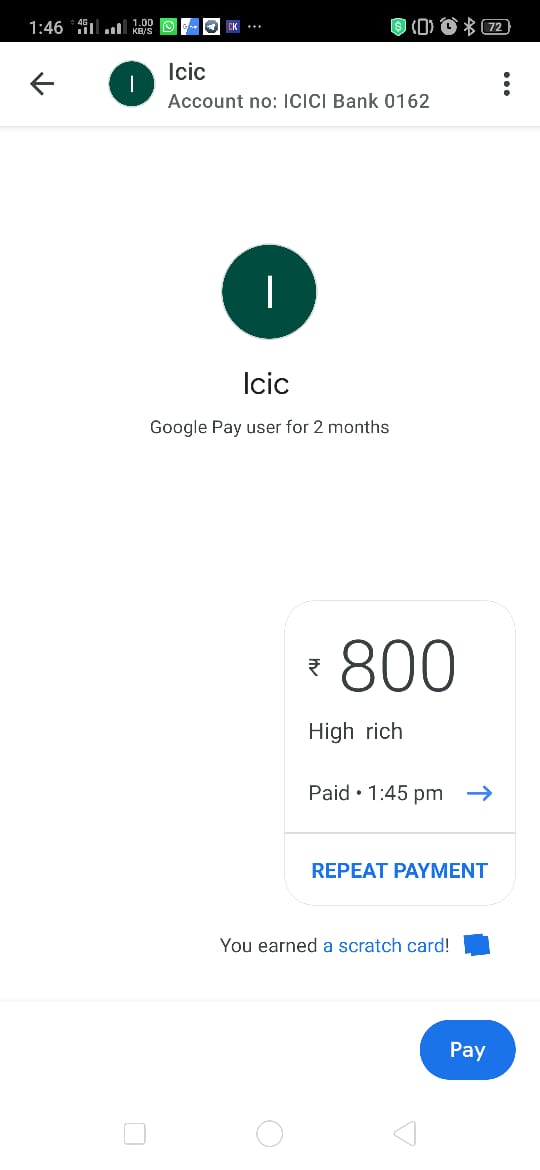 1:46 4G 1.00 KB/S CK ... 72
I Icic
Account no: ICICI Bank 0162
I
Icic
Google Pay user for 2 months
₹ 800
High rich
Paid • 1:45 pm
REPEAT PAYMENT
You earned a scratch card!
Pay